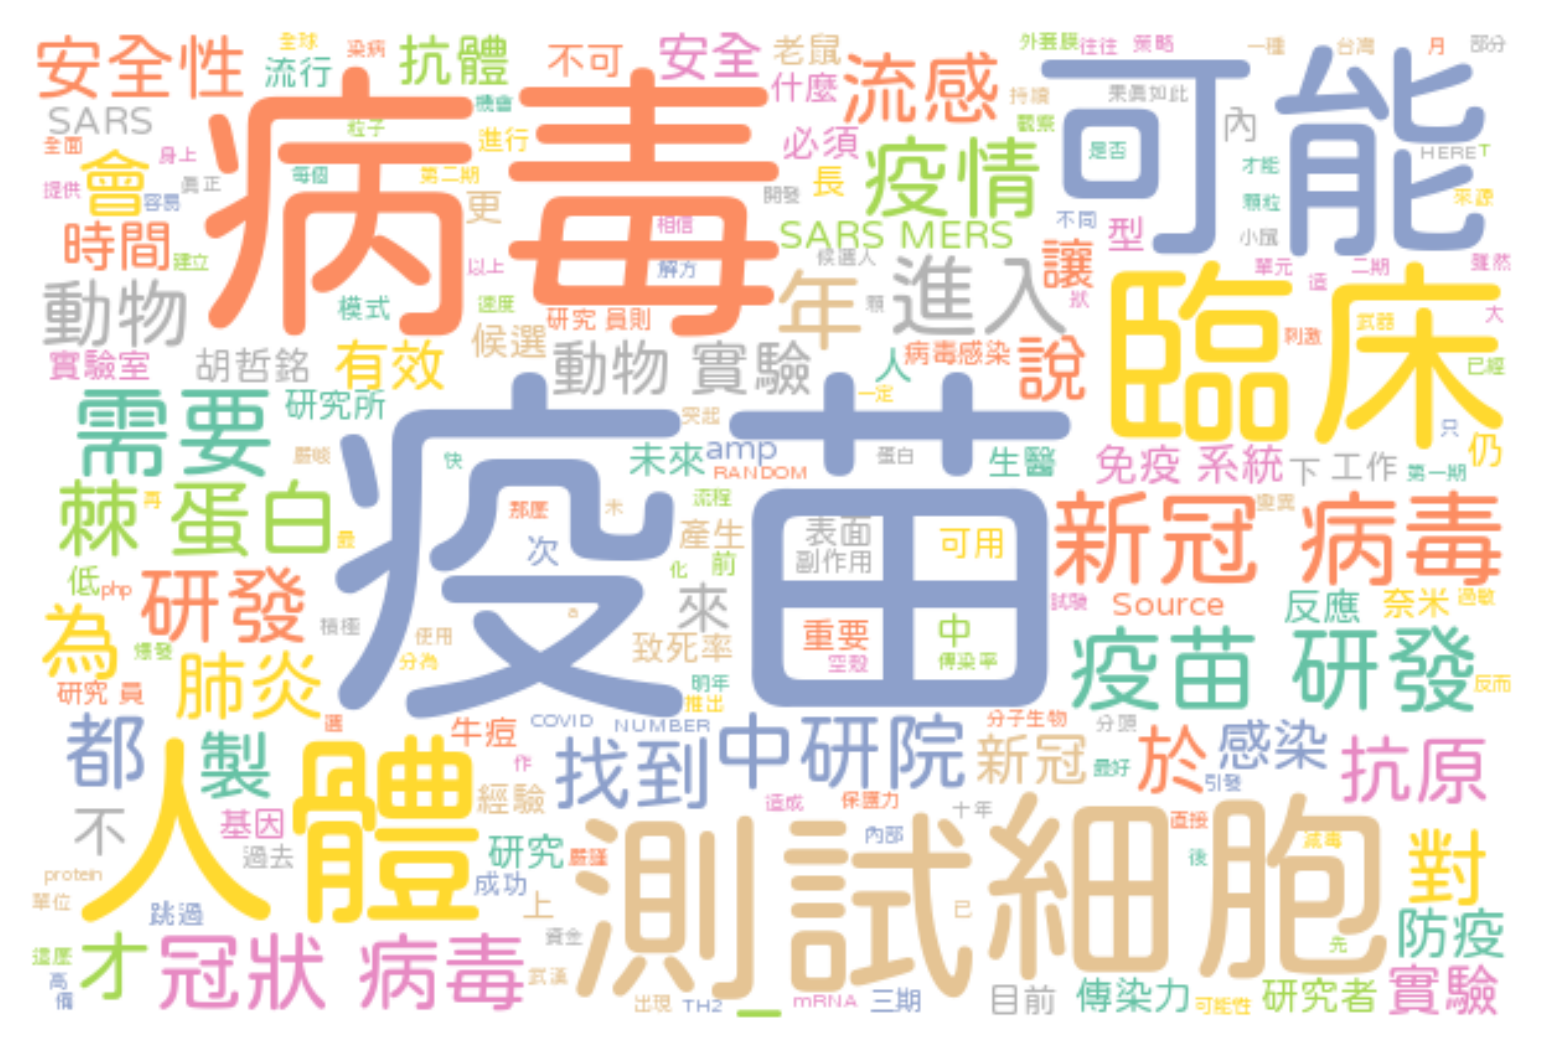 安全性
流行
全球
染病
抗體
不可
安全
老鼠
什麼
流感
外蓋膜
往往
策略
一種
台灣
月
部分
可能
SARS
病毒
機會
粒子
進行
必須
持續
觀察
果真如此
內
是否
HERE
T
全面
身上
會
提供
容易
真正
每個
第二期
更
開發
長
疫情
才能
顆粒
來源
不同
型
小鼠
時間
建立
相信
解方
以上
SARS MERS
候選人
讓
單元
造
二期
雖然
動物
模式
速度
研究 員則
年
顆
進入
狀
臨床
武器
大
刺激
已經
實驗室
胡哲銘
有效
候選
動物 實驗
人
病毒感染
說
一定
需要
研究所
疫苗
突起
嚴峻
快
未來
amp
RANDOM
蛋白
生醫
免疫 系統
下
工作
第一期
只
仍
棘 蛋白
再
最
那麼
未
流程
次
產生
表面
副作用
可用
新冠 病毒
變異
低
php
研發
化
前
來
試驗
Source
反應
奈米
過敏
為
爆發
積極
使用
分為
a
致死率
重要
空殼
中
傳染率
疫苗 研發
反而
肺炎
研究 員
明年
推出
都
製
選
牛痘
COVID
NUMBER
找到
中研院
分子生物
新冠
分頭
最好
於
感染
引發
抗原
人體
作
經驗
不
基因
過去
研究
嚴謹
成功
造成
保護力
內部
十年
直接
後
減毒
對
protein
單位
跳過
上
測試
細胞
已
先
防疫
這麼
才
冠狀 病毒
資金
武漢
高
備
出現
TH2
_
mRNA
三期
目前
傳染力
可能性
研究者
實驗